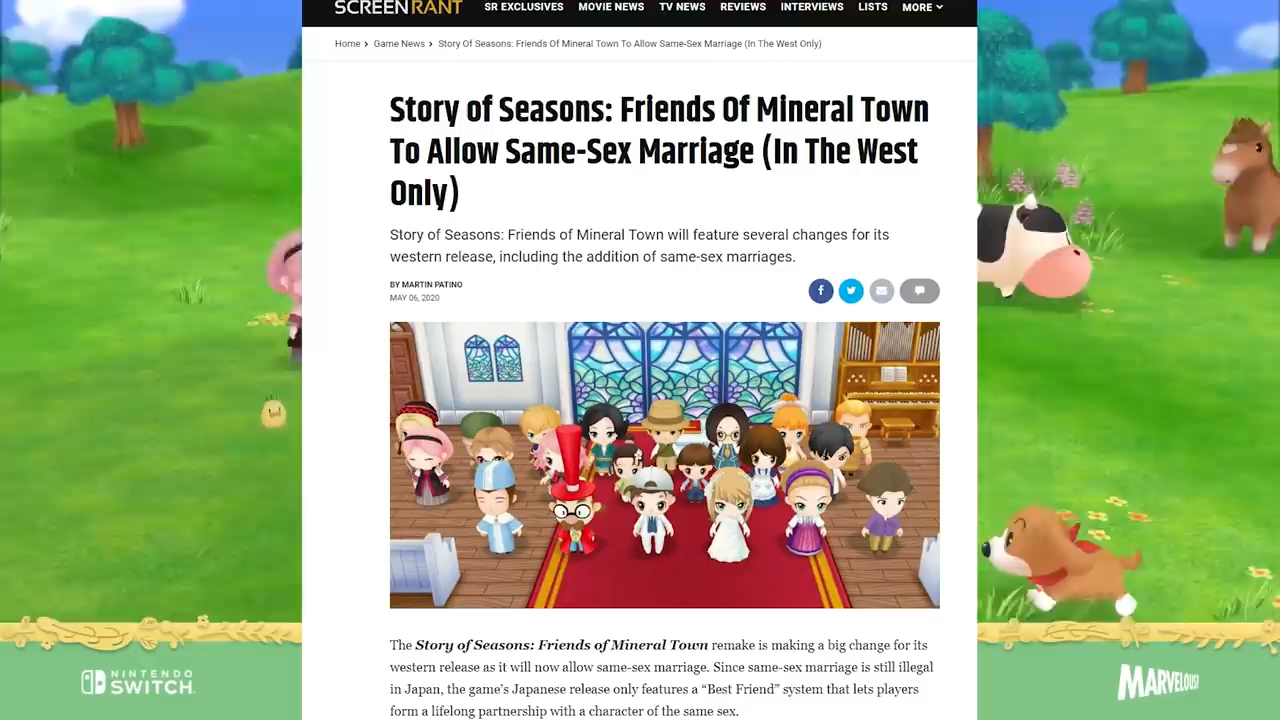 SCREENRANT SR EXCLUSIVES MOVIE NEWS TV NEWS REVIEWS INTERVIEWS LISTS MORE
Home > Game News > Story Of Seasons: Friends Of Mineral Town To Allow Same-Sex Marriage (In The West Only)
Story of Seasons: Friends Of Mineral Town
To Allow Same-Sex Marriage (In The West
Only)
Story of Seasons: Friends of Mineral Town will feature several changes for its
western release, including the addition of same-sex marriages.
BY MARTIN PATINO
MAY 06, 2020
The Story of Seasons: Friends of Mineral Town remake is making a big change for its
western release as it will now allow same-sex marriage. Since same-sex marriage is still illegal
in Japan, the game's Japanese release only features a “Best Friend” system that lets players
form a lifelong partnership with a character of the same sex.
NINTENDO
SWITCH
MARVELOUS!